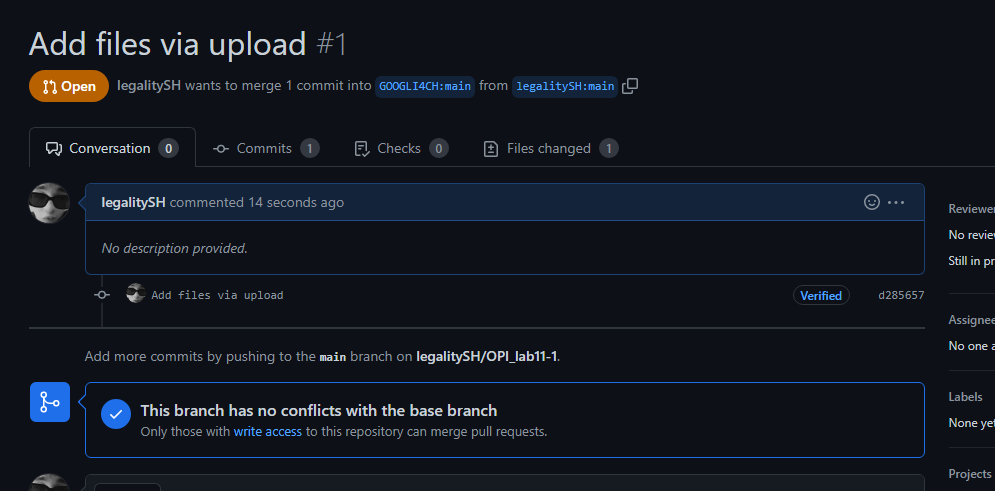 Add files via upload #1
Open legalitySH wants to merge 1 commit into GOOGLI4CH:main from legalitySH:main
Conversation 0 Commits 1 Checks 0 Files changed 1
legalitySH commented 14 seconds ago
No description provided.
Add files via upload Verified d285657
Add more commits by pushing to the main branch on legalitySH/OPI_lab11-1.
This branch has no conflicts with the base branch
Only those with write access to this repository can merge pull requests.
No
Still in
No one
Labels
None
Projects